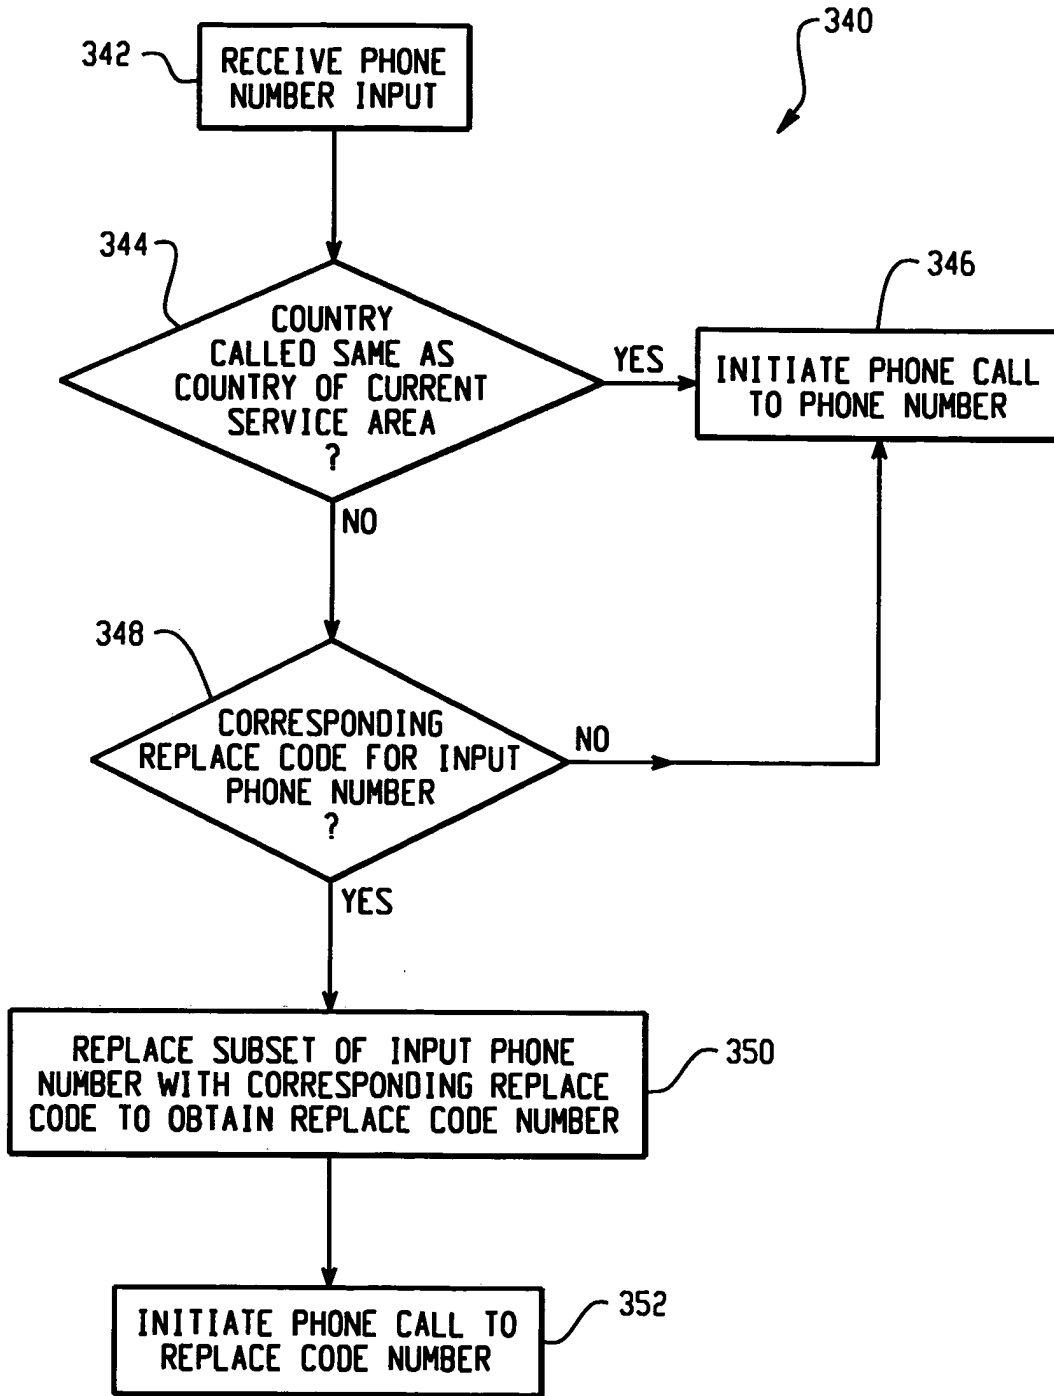 340
342
RECEIVE PHONE
NUMBER INPUT
344
COUNTRY
CALLED SAME AS
COUNTRY OF CURRENT
SERVICE AREA
?
YES
346
INITIATE PHONE CALL
TO PHONE NUMBER
NO
348
CORRESPONDING
REPLACE CODE FOR INPUT
PHONE NUMBER
?
NO
YES
REPLACE SUBSET OF INPUT PHONE
NUMBER WITH CORRESPONDING REPLACE
CODE TO OBTAIN REPLACE CODE NUMBER
350
INITIATE PHONE CALL TO
REPLACE CODE NUMBER
352